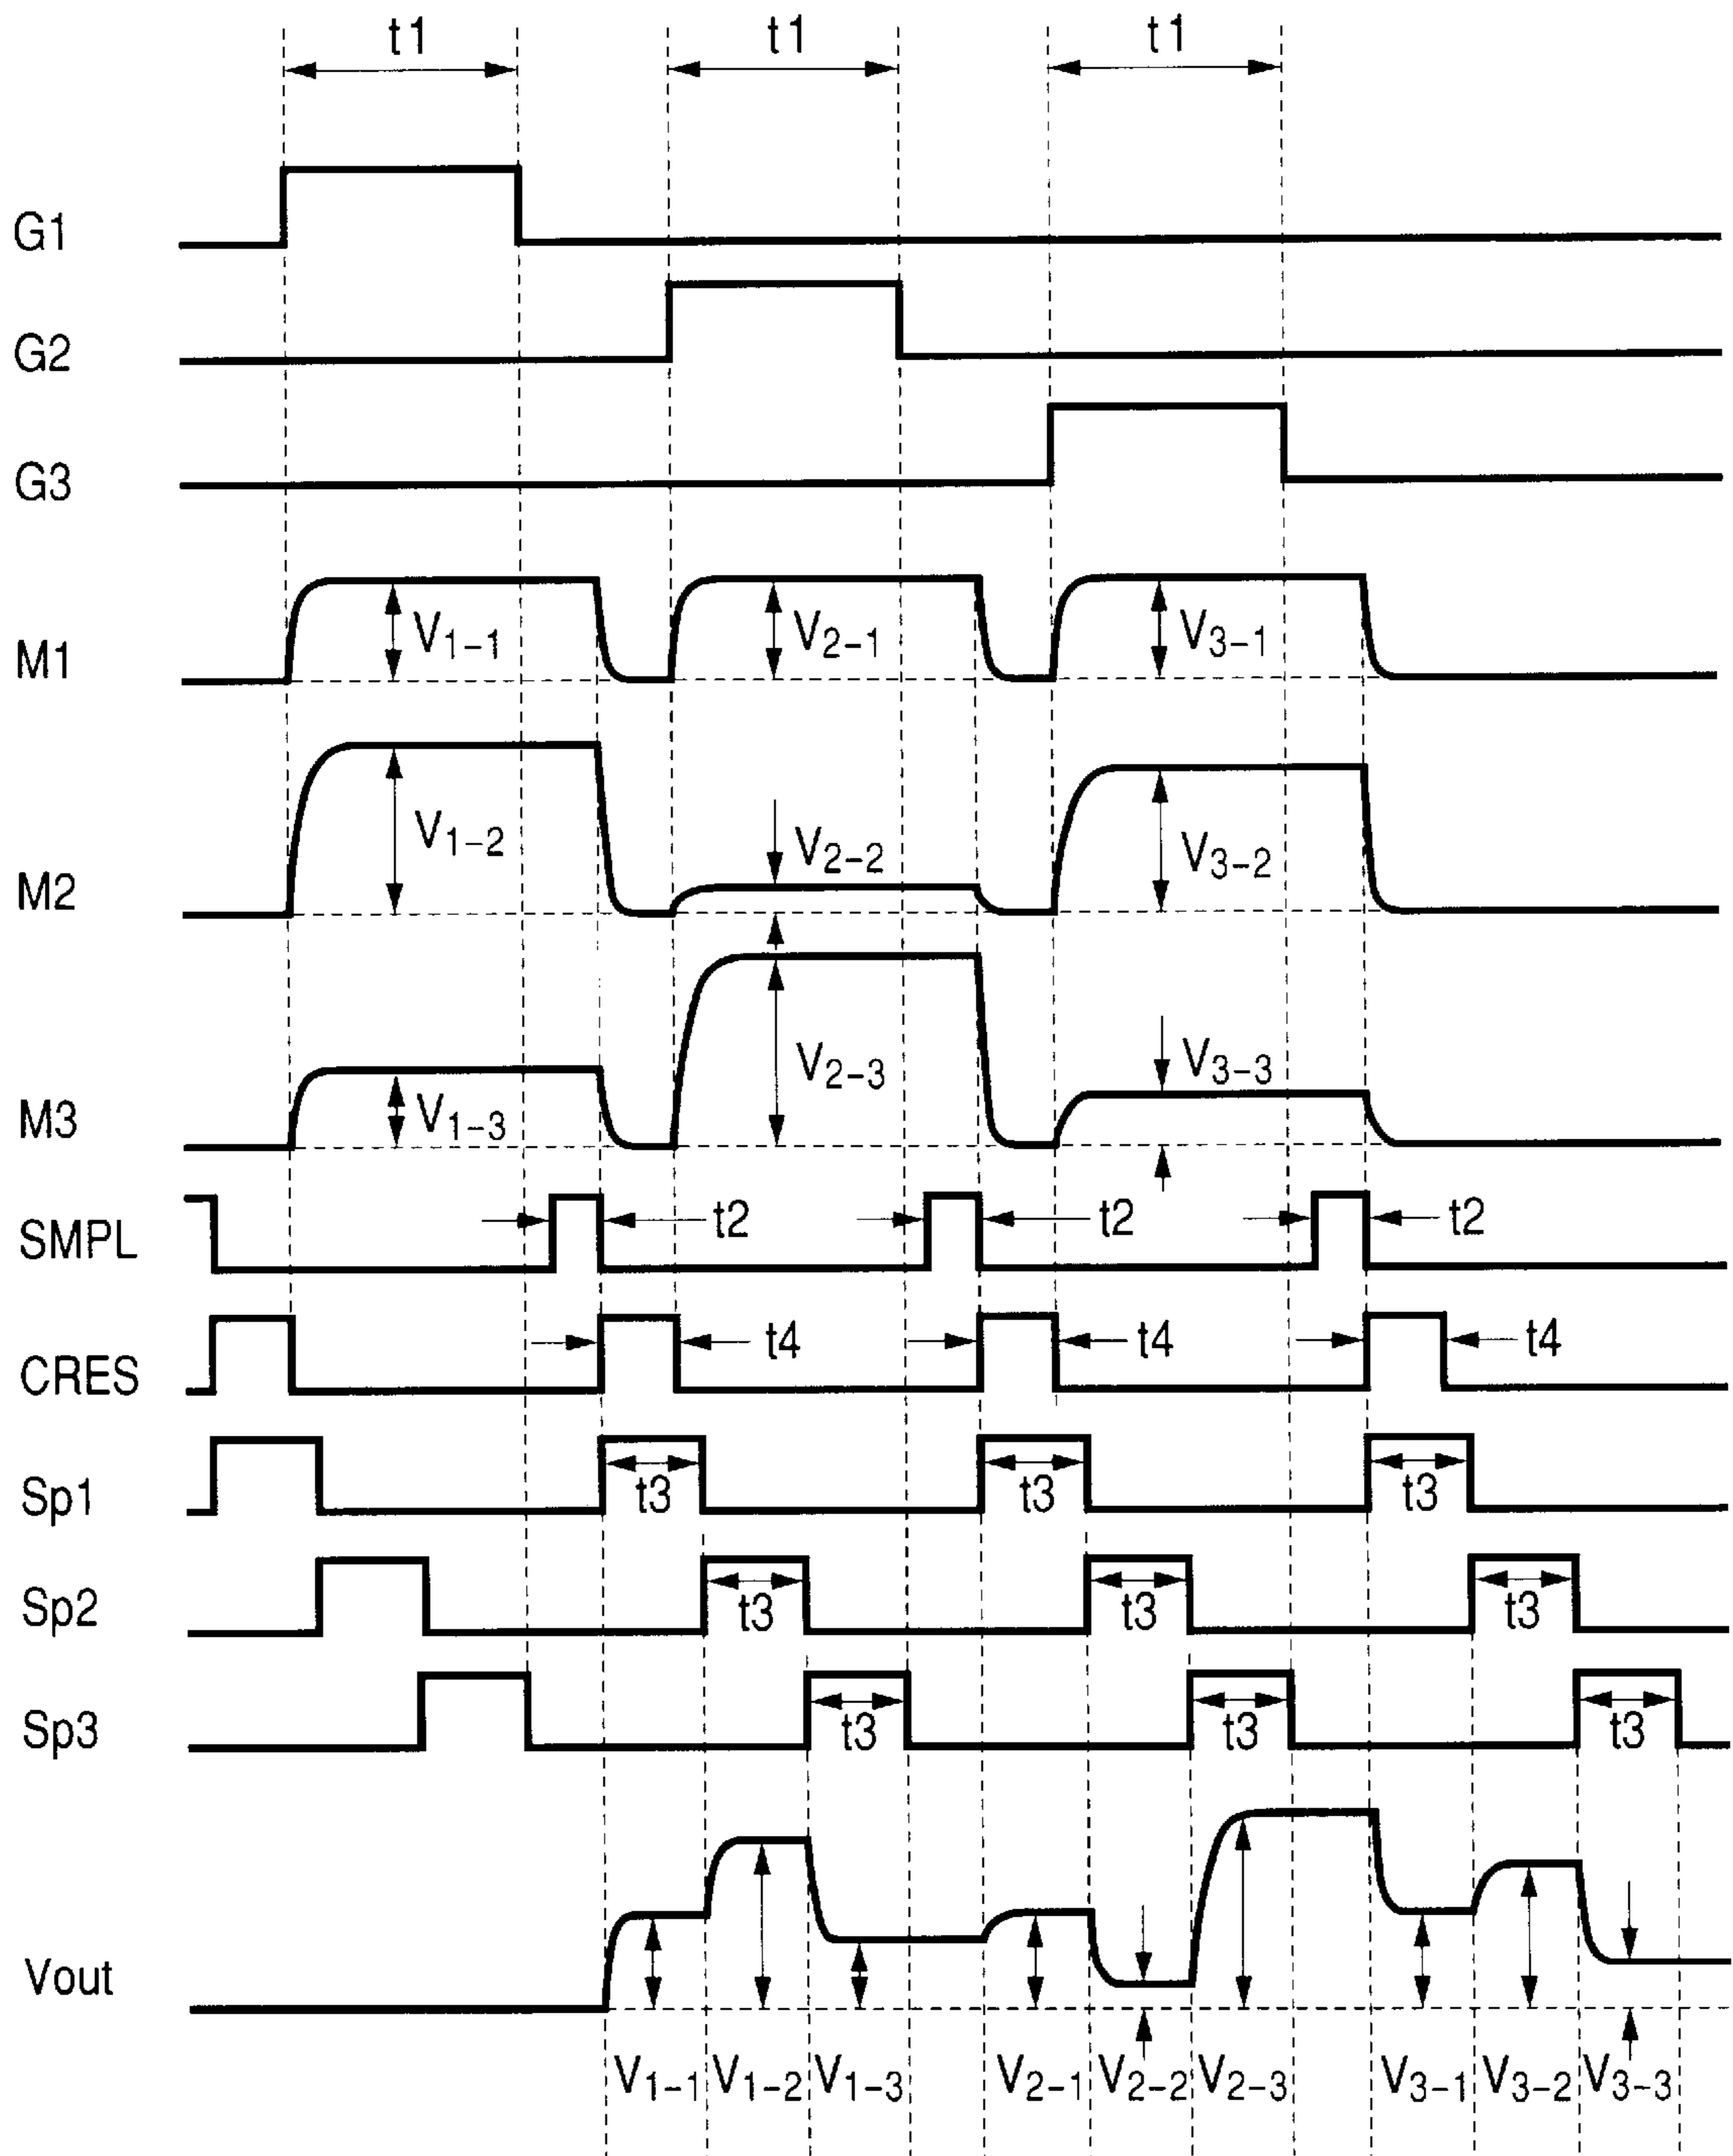 t1 t1 t1
G1
G2
G3
M1 V1-1 V2-1 V3-1
M2 V1-2 V2-2 V3-2
M3 V1-3 V2-3 V3-3
SMPL t2 t2 t2
CRES t4 t4 t4
Sp1 t3 t3 t3
Sp2 t3 t3 t3
Sp3 t3 t3 t3
Vout
V1-1 V1-2 V1-3 V2-1 V2-2 V2-3 V3-1 V3-2 V3-3